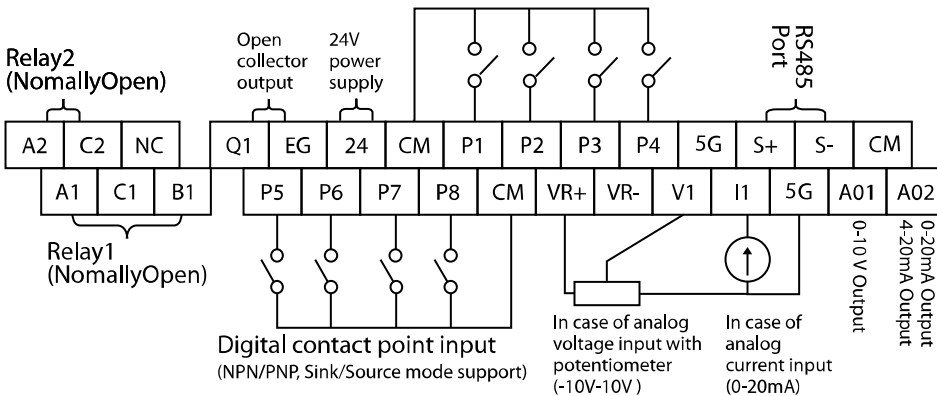 Relay2
(NomallyOpen)
Open
collector
output
24V
power
supply
RS485
Port
A2 C2 NC Q1 EG 24 CM P1 P2 P3 P4 5G S+ S- CM
A1 C1 B1 P5 P6 P7 P8 CM VR+ VR- V1 I1 5G A01 A02
Relay1
(NomallyOpen)
Digital contact point input
(NPN/PNP, Sink/Source mode support)
In case of analog
voltage input with
potentiometer
(-10V-10V )
In case of
analog
current input
(0-20mA)
0-10 V Output
0-20mA Output
4-20mA Output